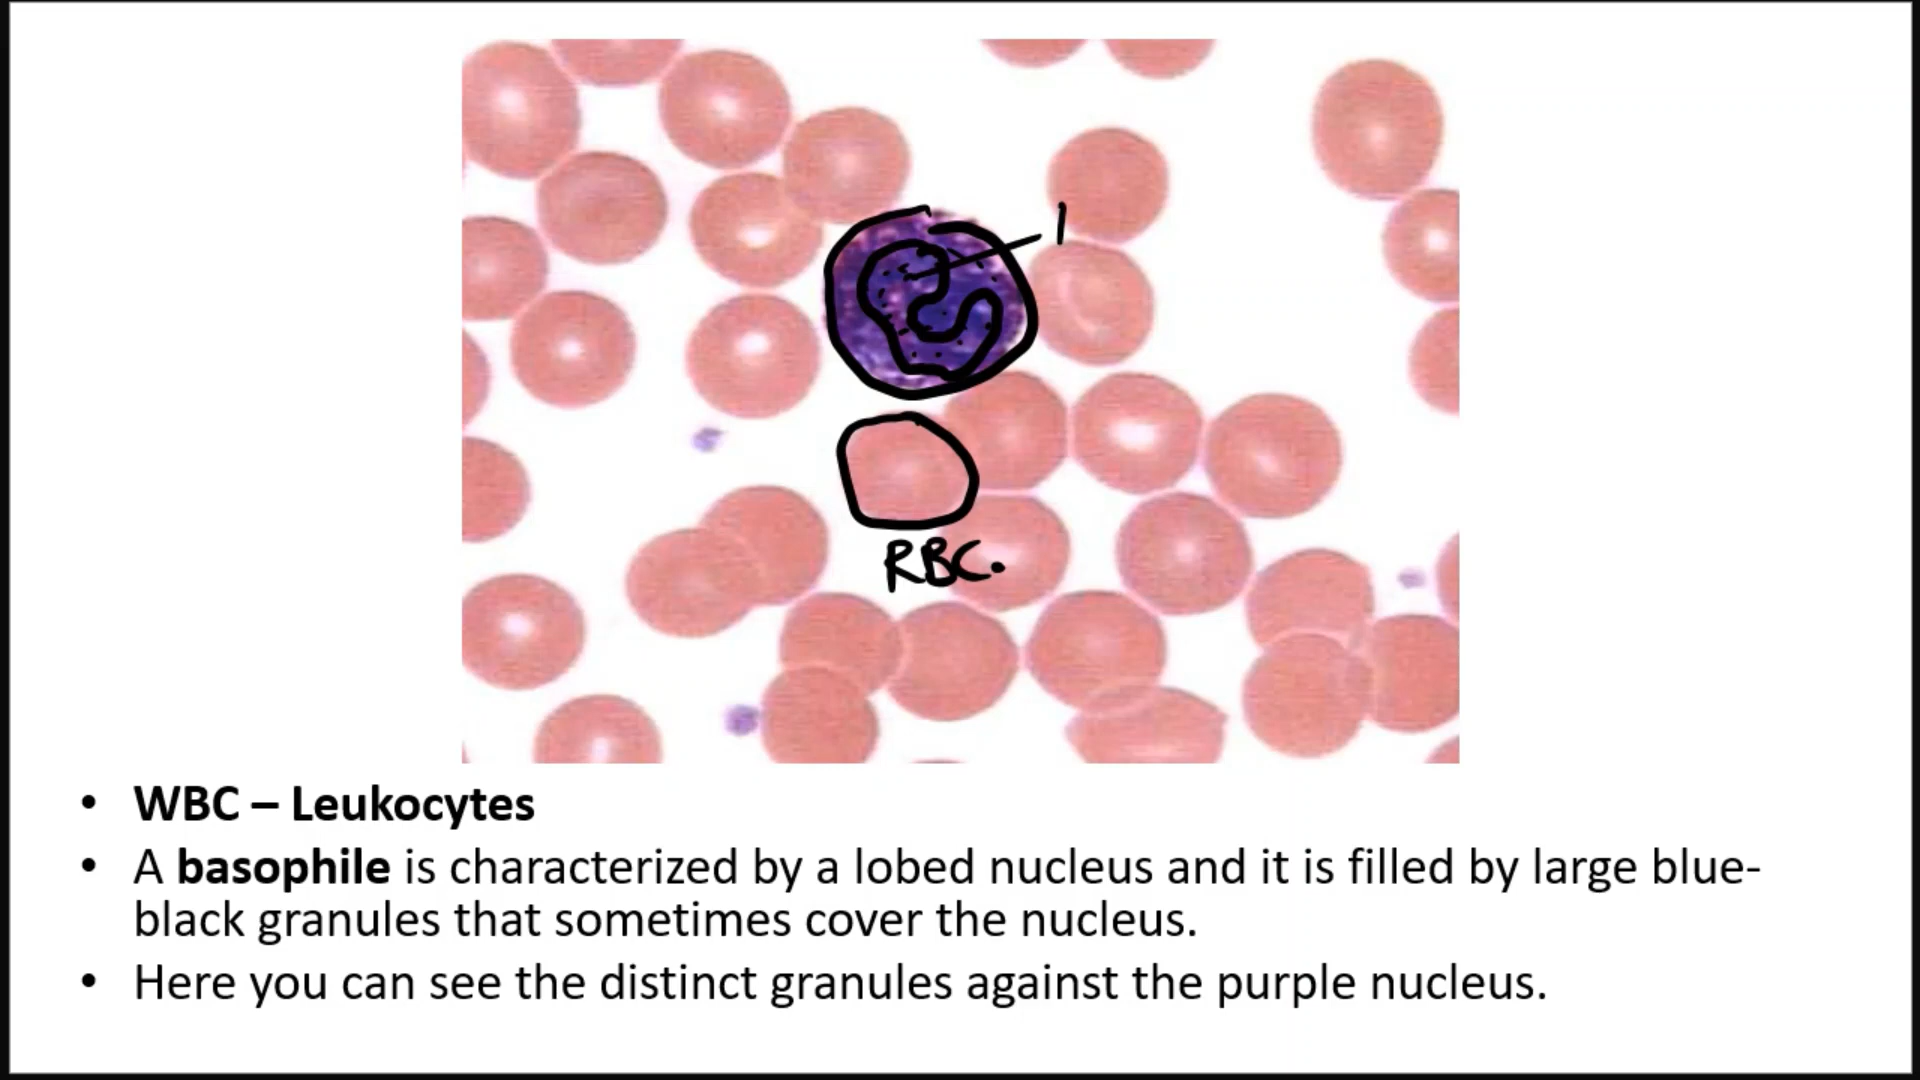 1
RBC.
• WBC – Leukocytes
• A basophile is characterized by a lobed nucleus and it is filled by large blue-
black granules that sometimes cover the nucleus.
• Here you can see the distinct granules against the purple nucleus.